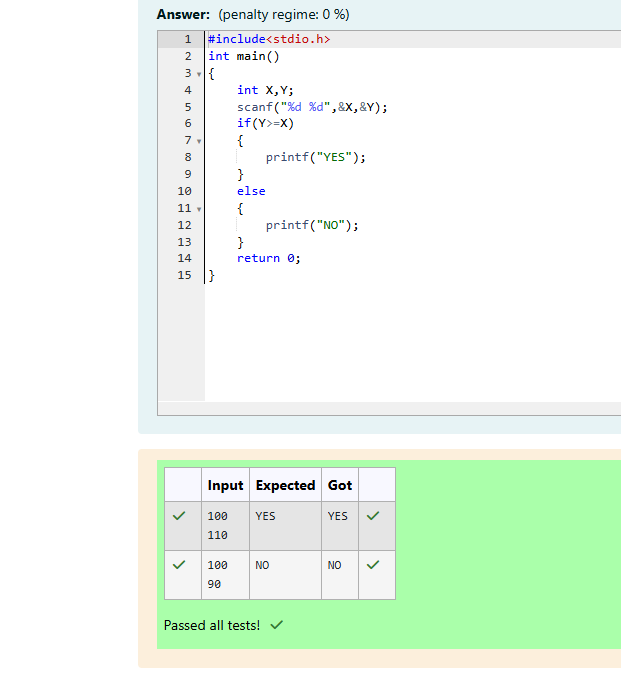 Answer: (penalty regime: 0 %)
1 #include<stdio.h>
2 int main()
3 {
4     int X,Y;
5     scanf("%d %d",&X,&Y);
6     if(Y>=X)
7     {
8         printf("YES");
9     }
10     else
11     {
12         printf("NO");
13     }
14     return 0;
15 }
Input Expected Got
100 YES YES
110
100 NO NO
90
Passed all tests!